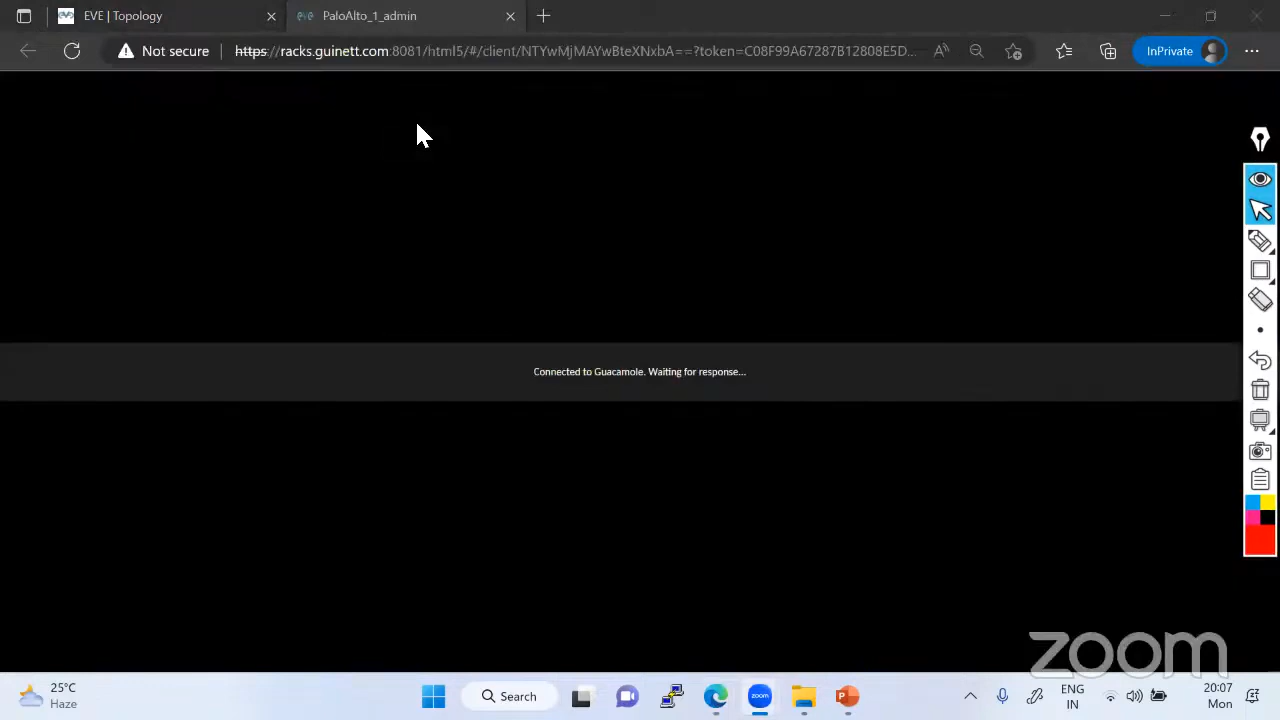 EVE | Topology
PaloAlto_1_admin
Not secure
https://racks.guinett.com:8081/html5/#/client/NTYwMjMAYwBteXNxbA==?token=C08F99A67287B12808E5D...
InPrivate
Connected to Guacamole. Waiting for response...
zoom
25°C
Haze
Search
zoom
ENG
IN
20:07
Mon